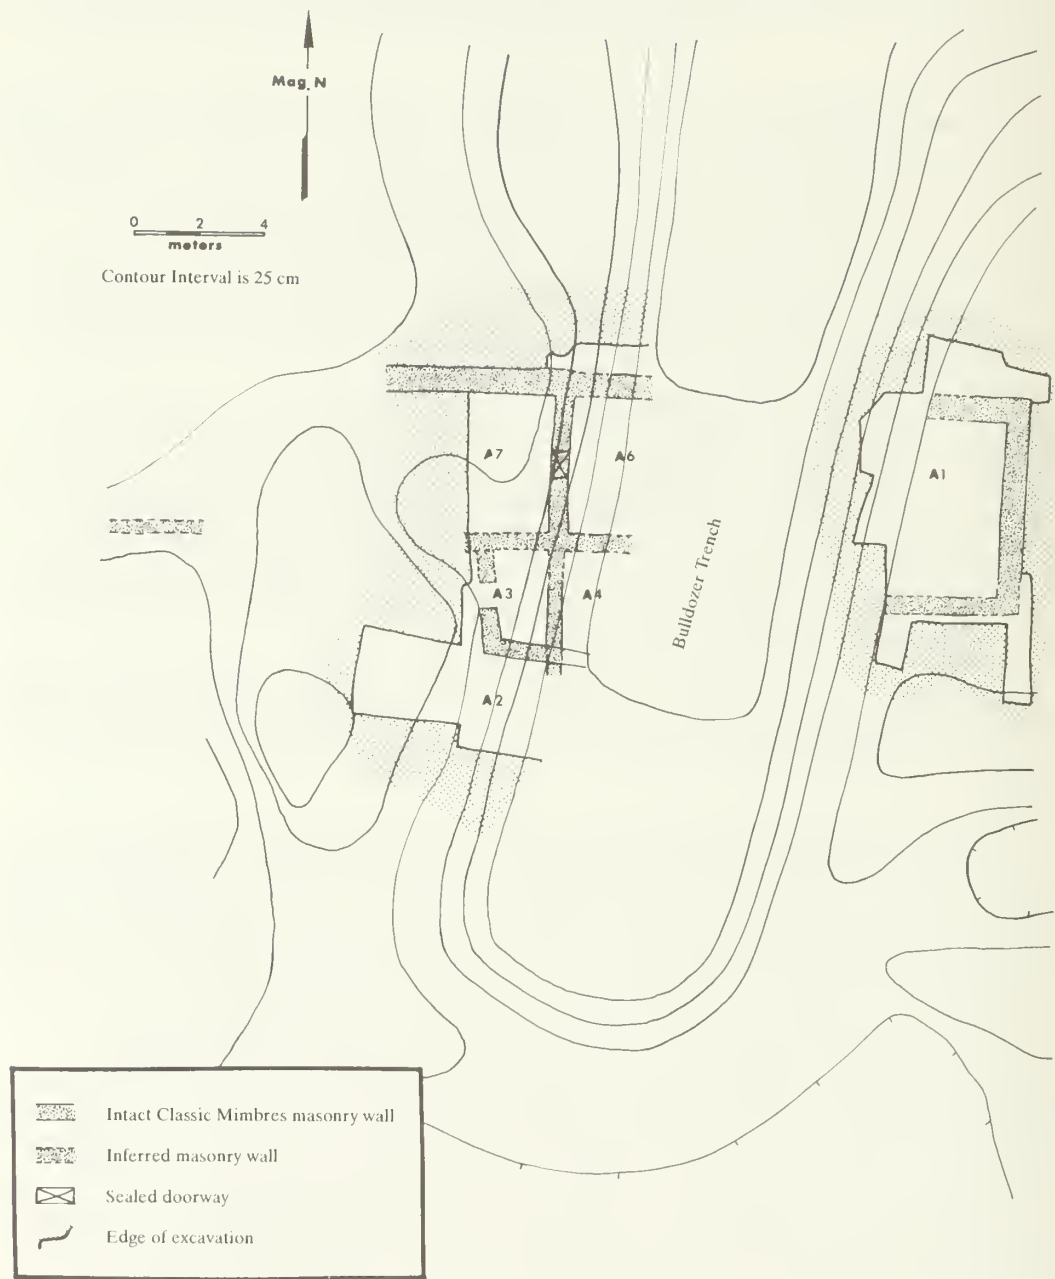 Mag. N
0 2 4
meters
Contour Interval is 25 cm
A7
A6
A1
A3
A4
Bulldozer Trench
A2
Intact Classic Mimbres masonry wall
Inferred masonry wall
Sealed doorway
Edge of excavation